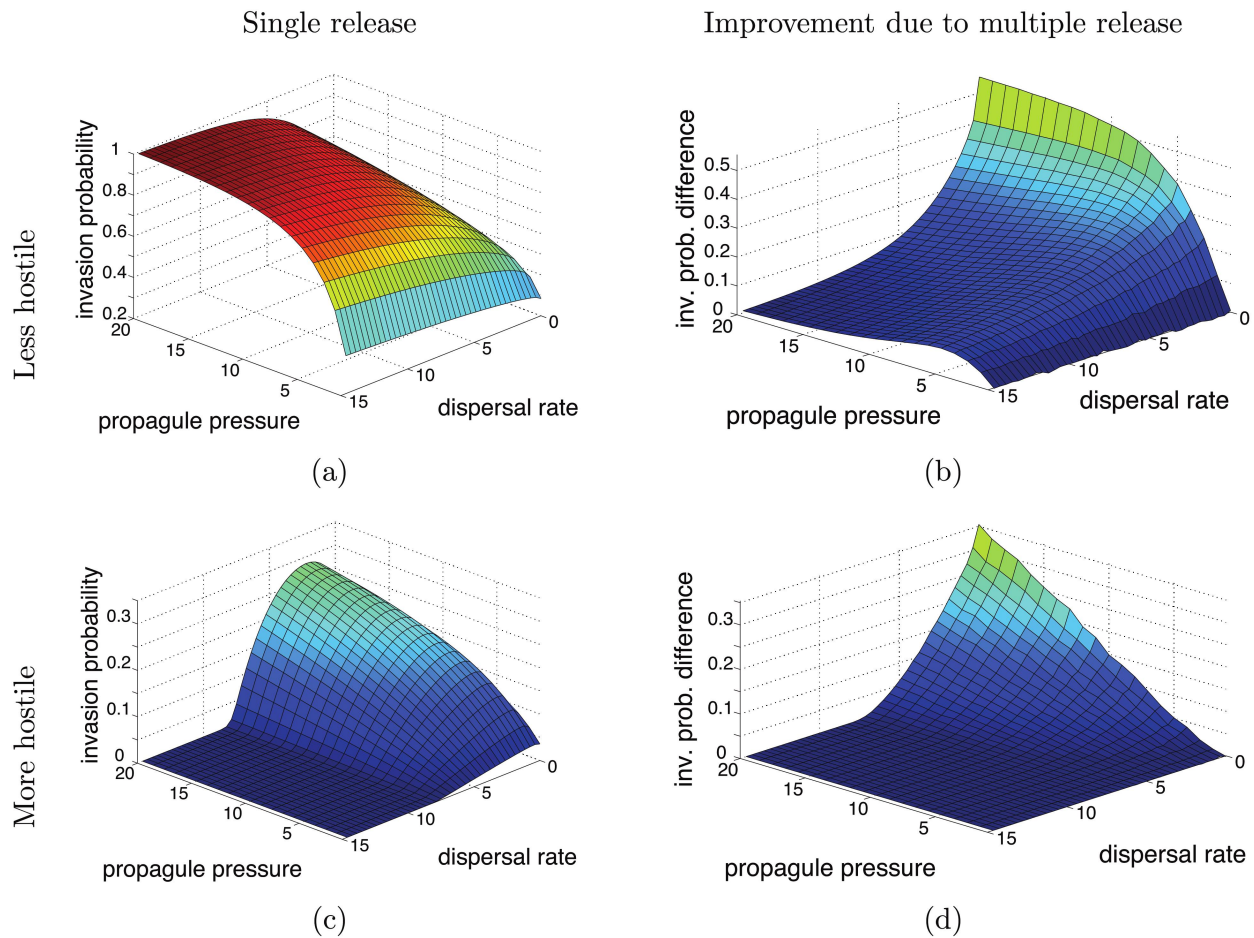 Single release
Improvement due to multiple release
Less hostile
invasion probability
1
0.8
0.6
0.4
0.2
20
15
10
5
15
10
5
0
propagule pressure
dispersal rate
(a)
inv. prob. difference
0.5
0.4
0.3
0.2
0.1
0
20
15
10
5
15
10
5
0
propagule pressure
dispersal rate
(b)
More hostile
invasion probability
0.3
0.2
0.1
0
20
15
10
5
15
10
5
0
propagule pressure
dispersal rate
(c)
inv. prob. difference
0.3
0.2
0.1
0
20
15
10
5
15
10
5
0
propagule pressure
dispersal rate
(d)